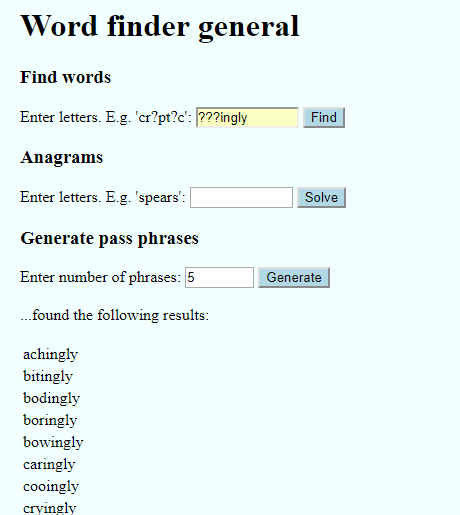 Word finder general
Find words
Enter letters. E.g. 'cr?pt?c': ???ingly Find
Anagrams
Enter letters. E.g. 'spears': Solve
Generate pass phrases
Enter number of phrases: 5 Generate
...found the following results:
achingly
bitingly
bodingly
boringly
bowingly
caringly
cooingly
cryingly